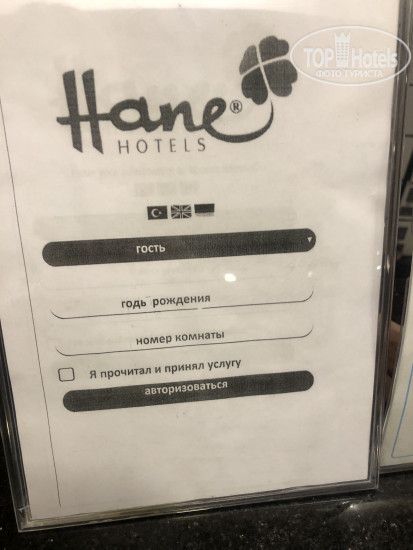 TOP Hotels
ФОТО ТУРИСТА
Hane®
HOTELS
гость
годь рождения
номер комнаты
Я прочитал и принял услугу
авторизоваться